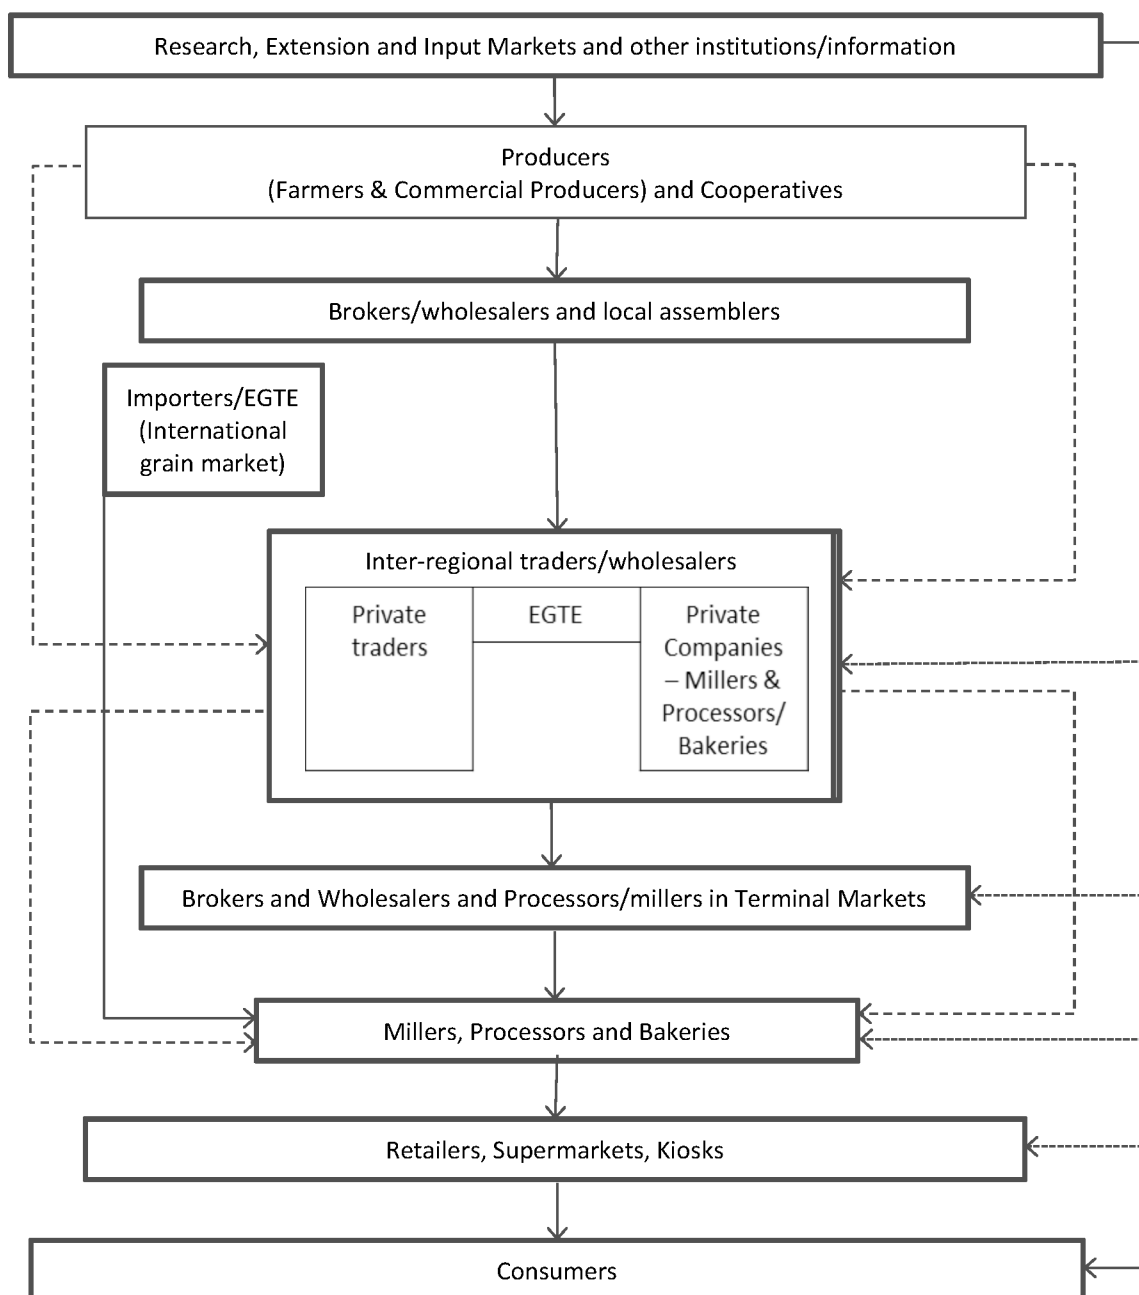 Research, Extension and Input Markets and other institutions/information
Producers
(Farmers & Commercial Producers) and Cooperatives
Brokers/wholesalers and local assemblers
Importers/EGTE
(International
grain market)
Inter-regional traders/wholesalers
Private
traders
EGTE
Private
Companies
– Millers &
Processors/
Bakeries
Brokers and Wholesalers and Processors/millers in Terminal Markets
Millers, Processors and Bakeries
Retailers, Supermarkets, Kiosks
Consumers